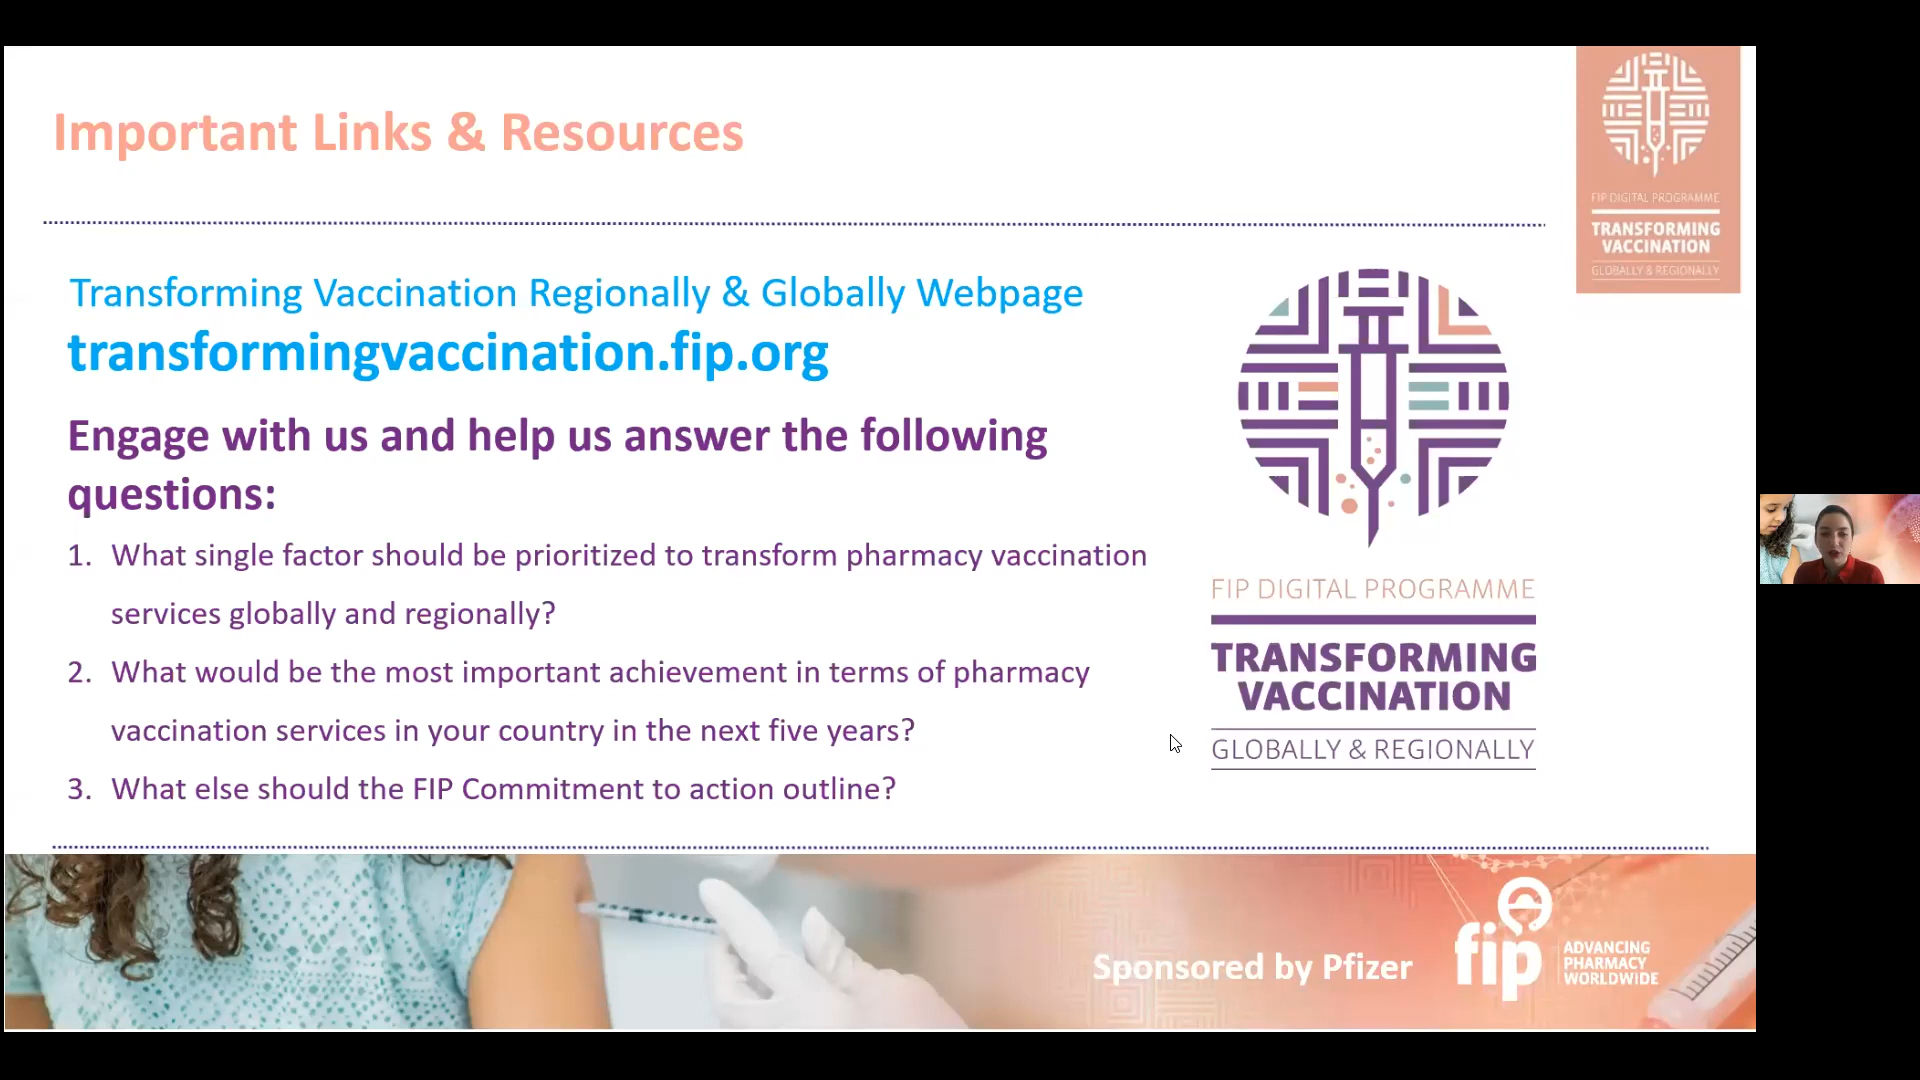 Important Links & Resources
FIP DIGITAL PROGRAMME
TRANSFORMING
VACCINATION
GLOBALLY & REGIONALLY
Transforming Vaccination Regionally & Globally Webpage
transformingvaccination.fip.org
Engage with us and help us answer the following
questions:
1. What single factor should be prioritized to transform pharmacy vaccination
services globally and regionally?
2. What would be the most important achievement in terms of pharmacy
vaccination services in your country in the next five years?
3. What else should the FIP Commitment to action outline?
FIP DIGITAL PROGRAMME
TRANSFORMING
VACCINATION
GLOBALLY & REGIONALLY
Sponsored by Pfizer
fip
ADVANCING
PHARMACY
WORLDWIDE